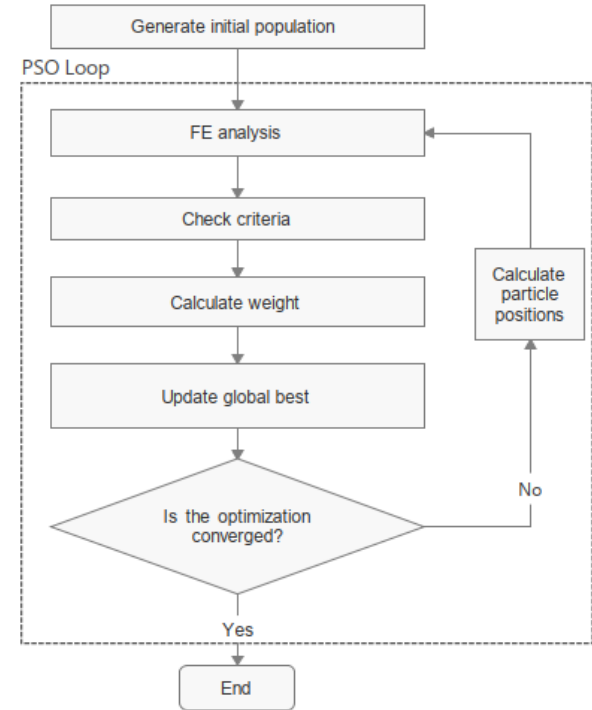 Generate initial population
PSO Loop
FE analysis
Check criteria
Calculate weight
Calculate
particle
positions
Update global best
Is the optimization
converged?
No
Yes
End